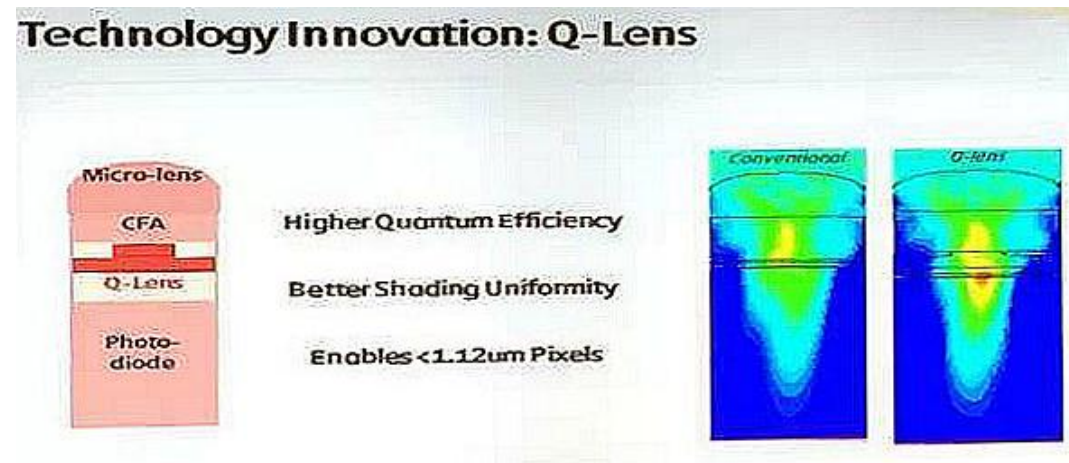 Technology Innovation: Q-Lens
Micro-lens
CFA
Q-Lens
Photo-
diode
Higher Quantum Efficiency
Better Shading Uniformity
Enables <1.12um Pixels
Conventional
Q-lens